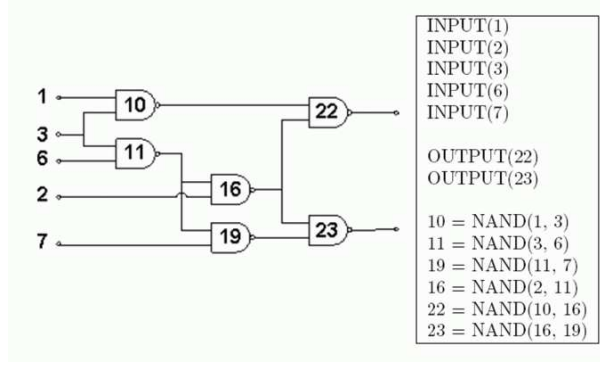 1
3
6
2
7
10
11
16
19
22
23
INPUT(1)
INPUT(2)
INPUT(3)
INPUT(6)
INPUT(7)
OUTPUT(22)
OUTPUT(23)
10 = NAND(1, 3)
11 = NAND(3, 6)
19 = NAND(11, 7)
16 = NAND(2, 11)
22 = NAND(10, 16)
23 = NAND(16, 19)